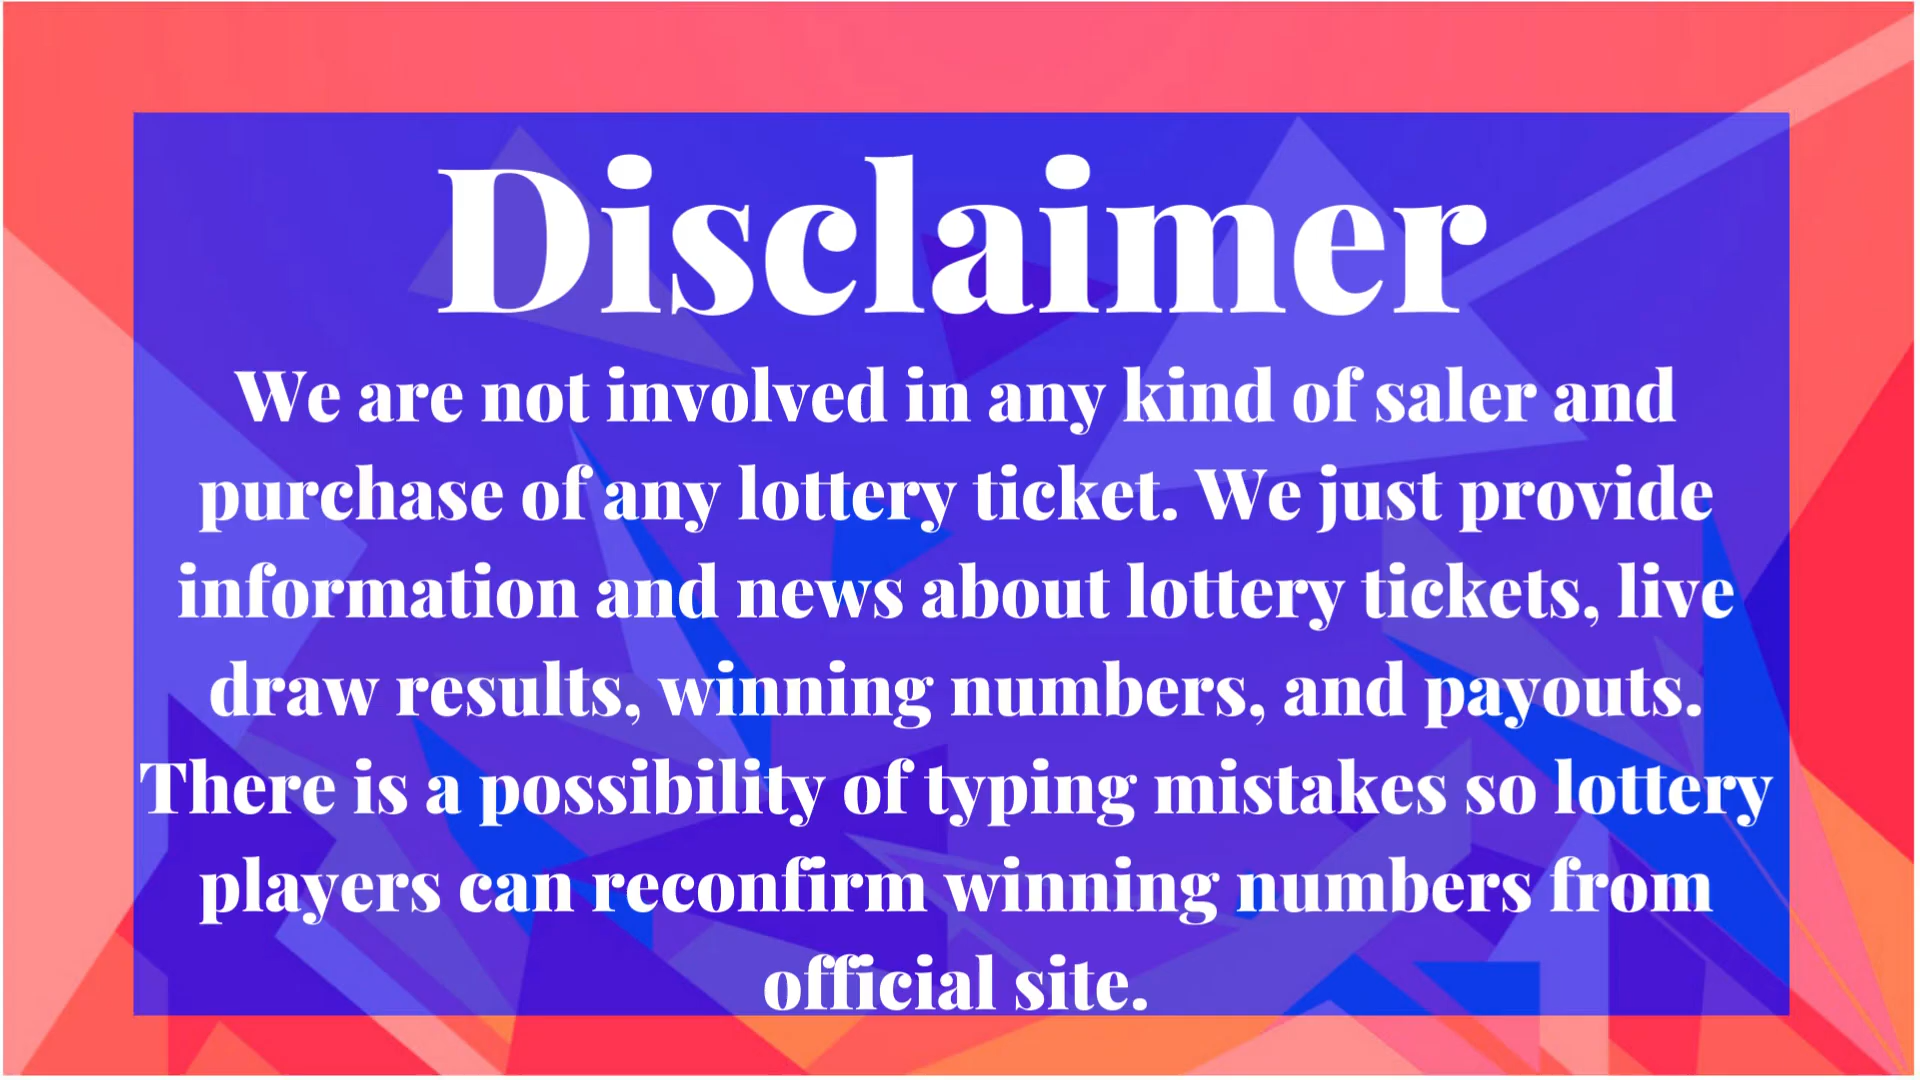 Disclaimer
We are not involved in any kind of saler and
purchase of any lottery ticket. We just provide
information and news about lottery tickets, live
draw results, winning numbers, and payouts.
There is a possibility of typing mistakes so lottery
players can reconfirm winning numbers from
official site.